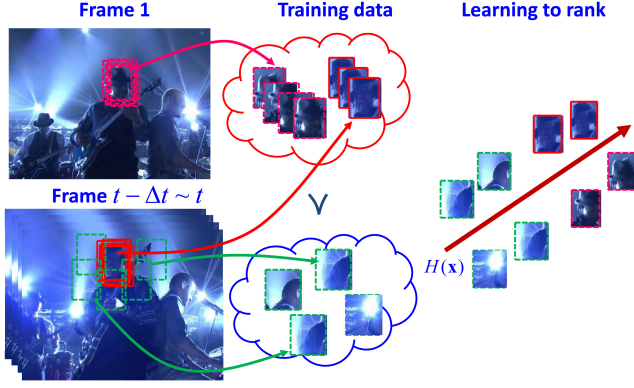 Frame 1
Training data
Learning to rank
Frame t − Δt ~ t
≻
H(x)